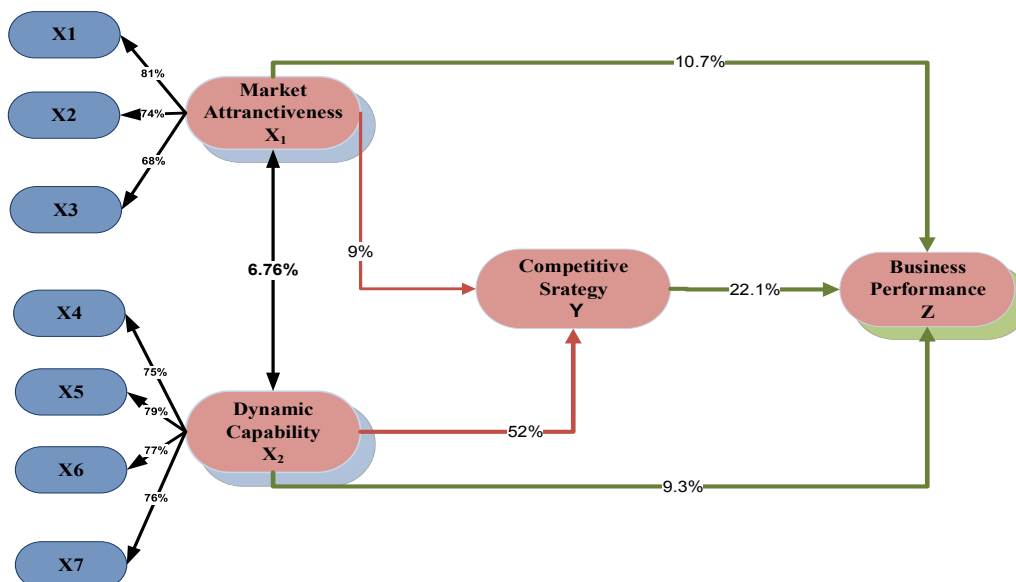 X1
81%
X2
74%
X3
68%
Market
Attranctiveness
X₁
10.7%
6.76%
9%
Competitive
Srategy
Y
22.1%
Business
Performance
Z
X4
75%
X5
79%
X6
77%
X7
76%
Dynamic
Capability
X₂
52%
9.3%